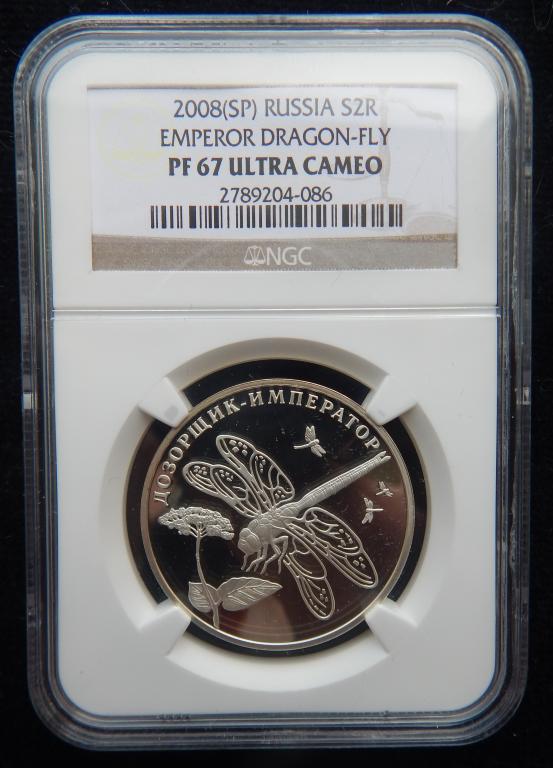 2008(SP) RUSSIA S2R
EMPEROR DRAGON-FLY
PF 67 ULTRA CAMEO
2789204-086
NGC
ДОЗОРЩИК-ИМПЕРАТОР